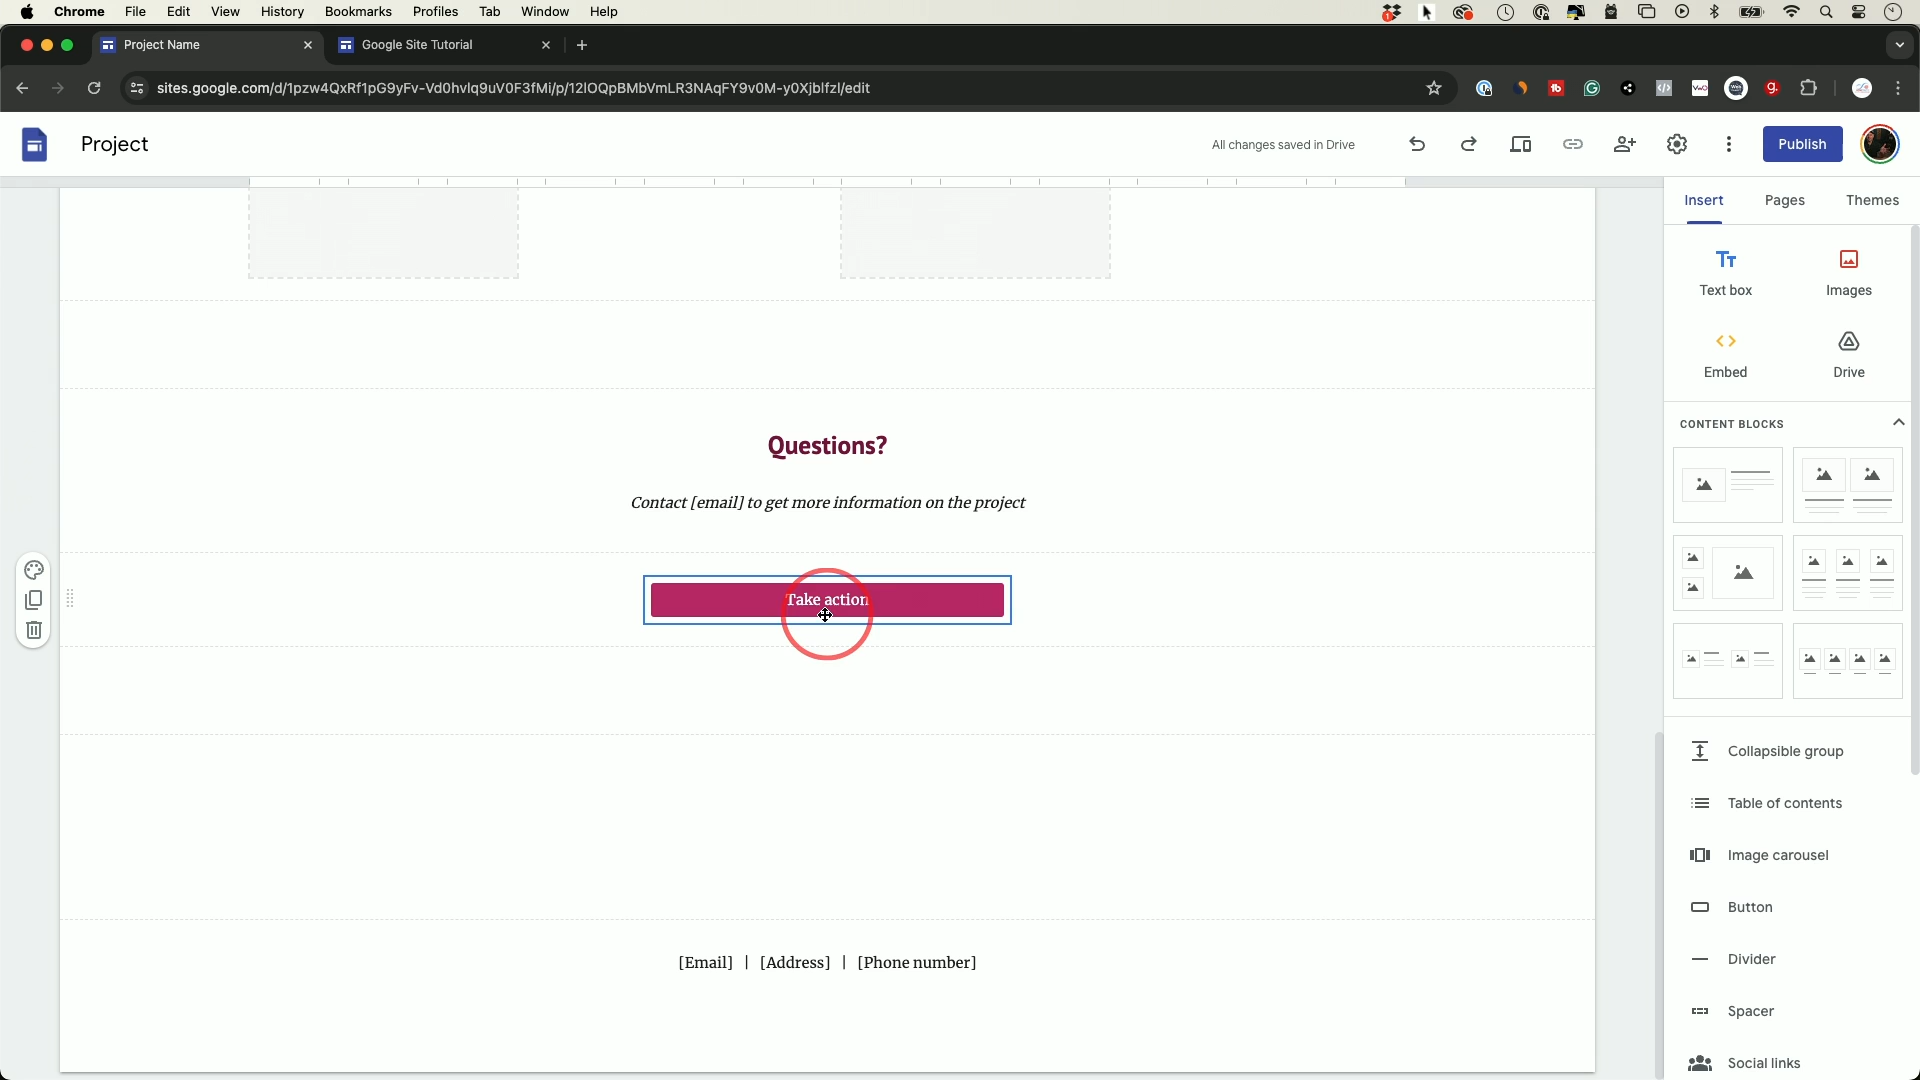 Chrome File Edit View History Bookmarks Profiles Tab Window Help
Project Name
Google Site Tutorial
sites.google.com/d/1pzw4QxRf1pG9yFv-Vd0hvlq9uV0F3fMi/p/12lOQpBMbVmLR3NAqFY9v0M-y0Xjblfzl/edit
Project
All changes saved in Drive
Publish
Insert Pages Themes
Text box Images
Embed Drive
CONTENT BLOCKS
Questions?
Contact [email] to get more information on the project
Take action
[Email] | [Address] | [Phone number]
Collapsible group
Table of contents
Image carousel
Button
Divider
Spacer
Social links